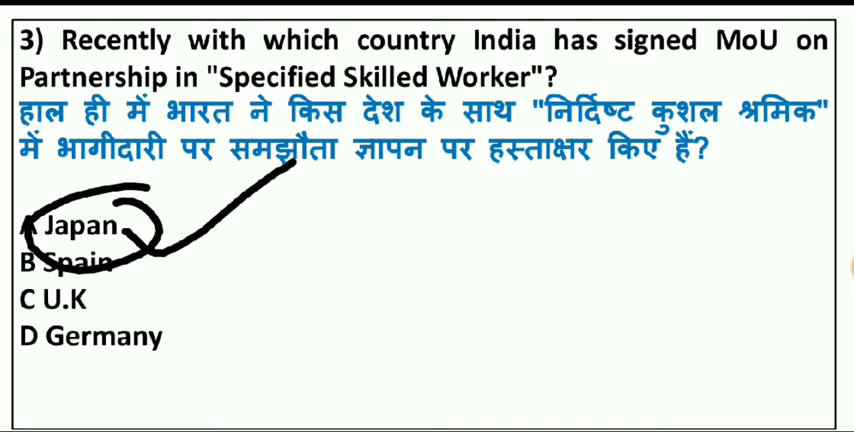 3) Recently with which country India has signed MoU on
Partnership in "Specified Skilled Worker"?
हाल ही में भारत ने किस देश के साथ "निर्दिष्ट कुशल श्रमिक"
में भागीदारी पर समझौता ज्ञापन पर हस्ताक्षर किए हैं?
A Japan
B Spain
C U.K
D Germany